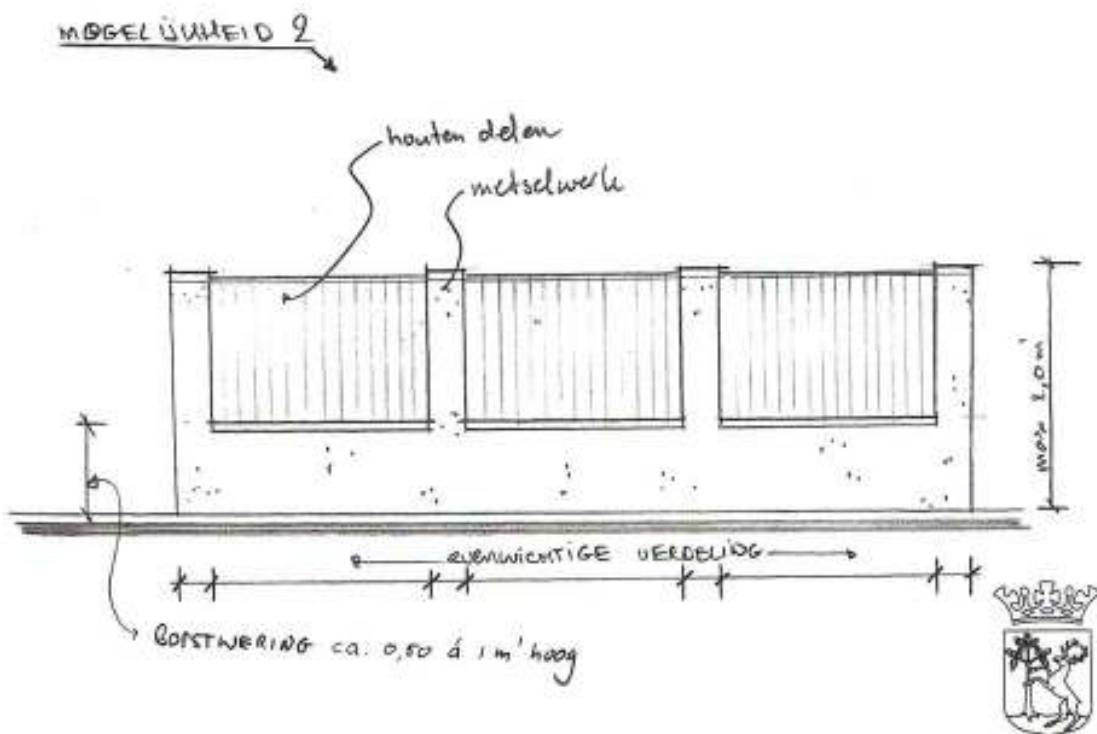 MOGELIJKHEID 2
houten delen
metselwerk
max 2,0 m'
EVENWICHTIGE VERDELING
BORSTWERING ca. 0,50 á 1 m' hoog